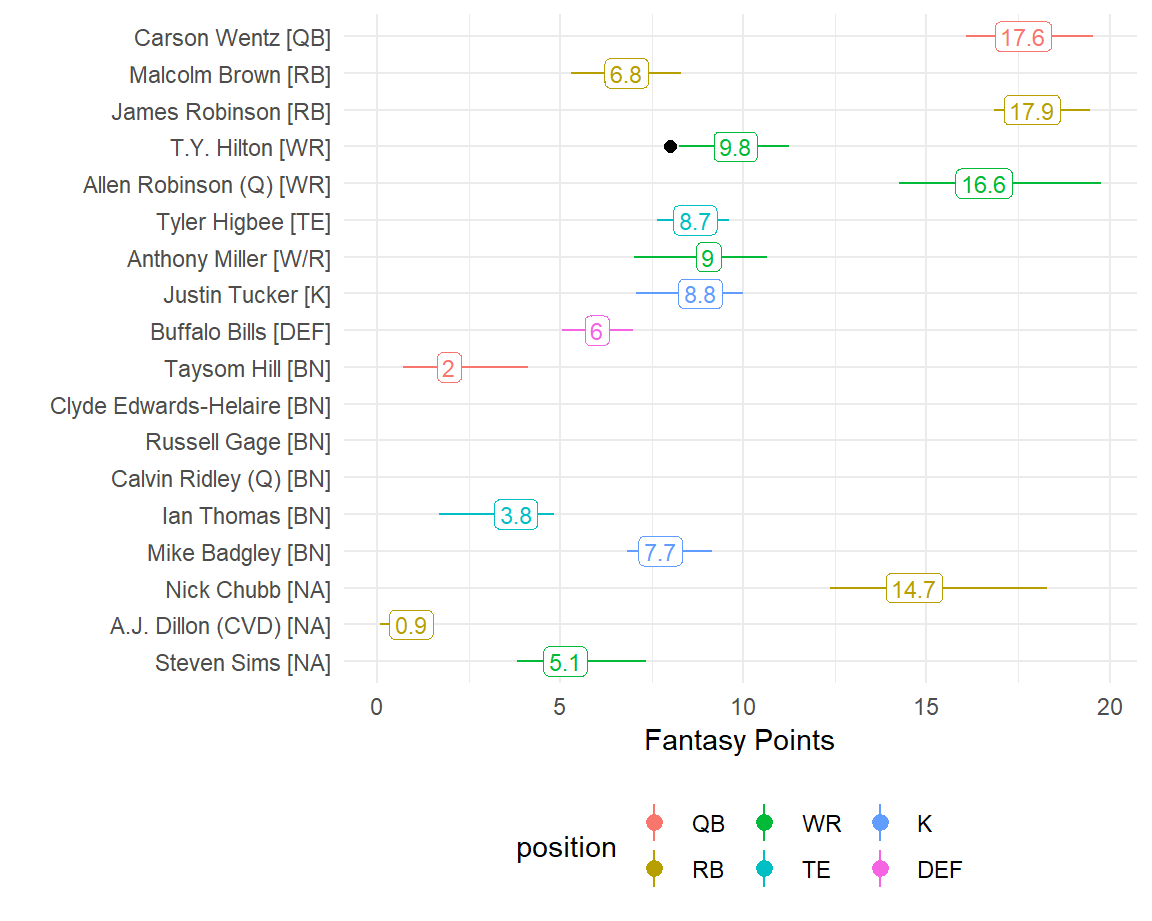 Carson Wentz [QB] 17.6
Malcolm Brown [RB] 6.8
James Robinson [RB] 17.9
T.Y. Hilton [WR] 9.8
Allen Robinson (Q) [WR] 16.6
Tyler Higbee [TE] 8.7
Anthony Miller [W/R] 9
Justin Tucker [K] 8.8
Buffalo Bills [DEF] 6
Taysom Hill [BN] 2
Clyde Edwards-Helaire [BN]
Russell Gage [BN]
Calvin Ridley (Q) [BN]
Ian Thomas [BN] 3.8
Mike Badgley [BN] 7.7
Nick Chubb [NA] 14.7
A.J. Dillon (CVD) [NA] 0.9
Steven Sims [NA] 5.1
0 5 10 15 20
Fantasy Points
position
QB WR K
RB TE DEF